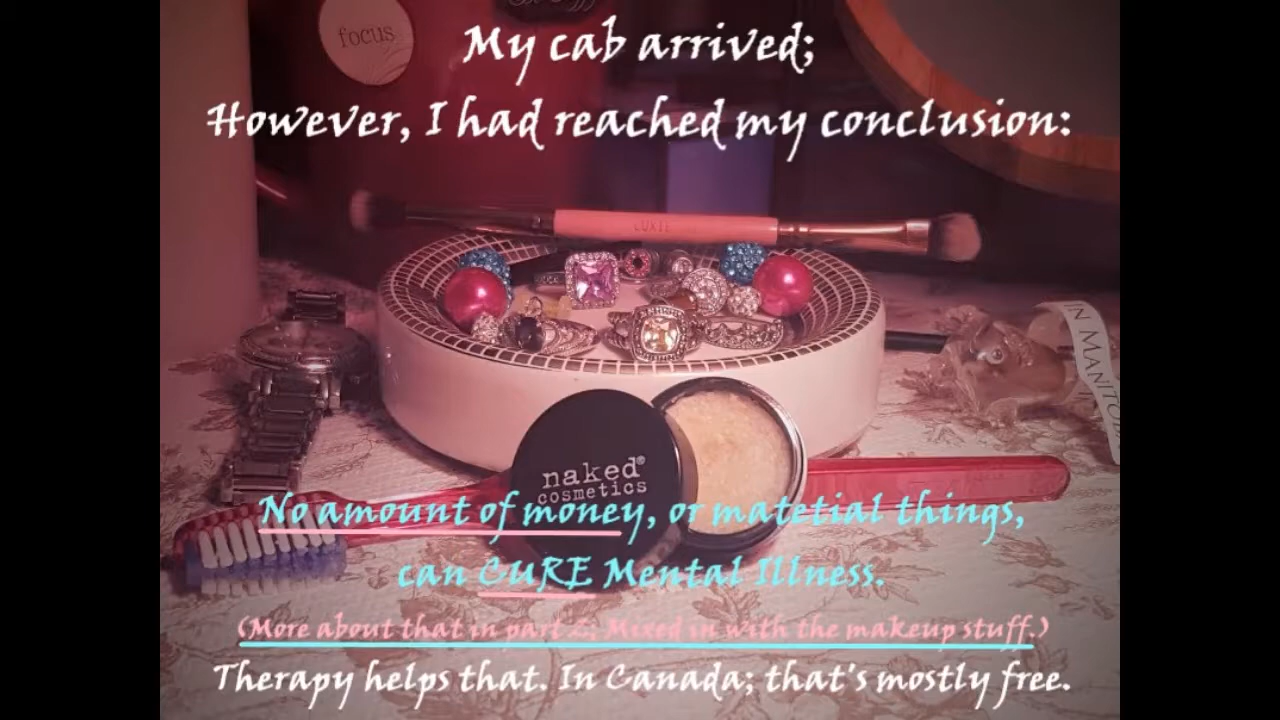 focus
My cab arrived;
However, I had reached my conclusion:
LUXIE
IN MANITO
naked®
cosmetics
No amount of money, or matetial things,
can CURE Mental Illness.
(More about that in part 2; Mixed in with the makeup stuff.)
Therapy helps that. In Canada; that's mostly free.